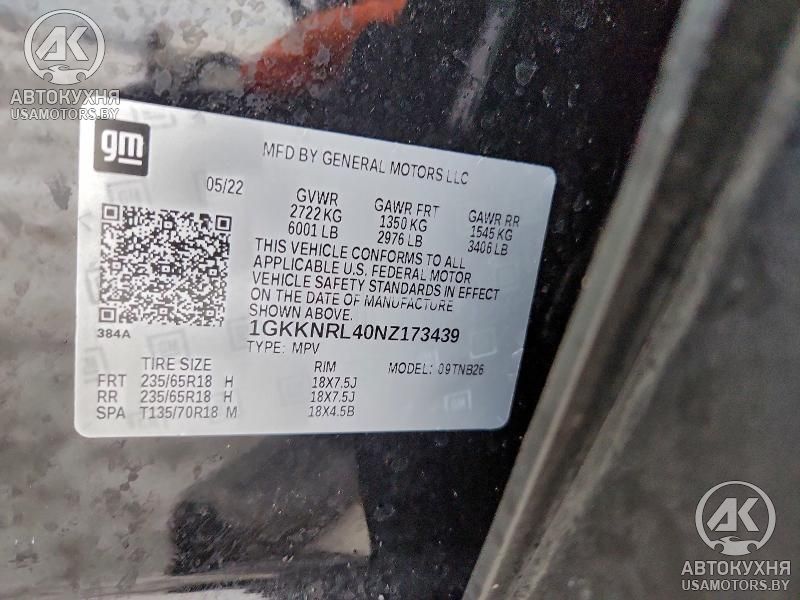 AK
АВТОКУХНЯ
USAMOTORS.BY
gm
MFD BY GENERAL MOTORS LLC
05/22
GVWR
2722 KG
6001 LB
GAWR FRT
1350 KG
2976 LB
GAWR RR
1545 KG
3406 LB
THIS VEHICLE CONFORMS TO ALL
APPLICABLE U.S. FEDERAL MOTOR
VEHICLE SAFETY STANDARDS IN EFFECT
ON THE DATE OF MANUFACTURE
SHOWN ABOVE.
384A
1GKKNRL40NZ173439
TYPE: MPV
MODEL: 09TNB26
TIRE SIZE RIM
FRT 235/65R18 H 18X7.5J
RR 235/65R18 H 18X7.5J
SPA T135/70R18 M 18X4.5B
AK
АВТОКУХНЯ
USAMOTORS.BY